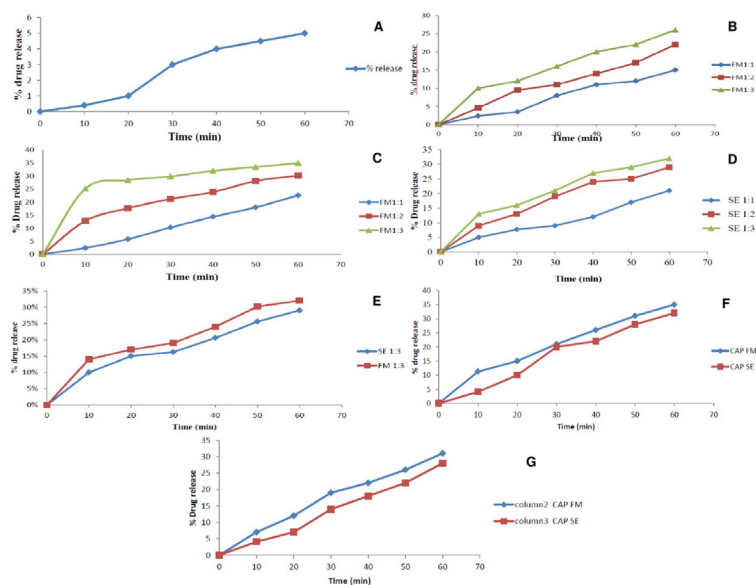 A
% drug release
6
5
4
3
2
1
0
0 10 20 30 40 50 60 70
Time (min)
% release
B
% drug release
30
25
20
15
10
5
0
0 10 20 30 40 50 60 70
Time (min)
FM1:1
FM1:2
FM1:3
C
% Drug release
40
35
30
25
20
15
10
5
0
0 10 20 30 40 50 60 70
Time (min)
FM1:1
FM1:2
FM1:3
D
% Drug release
35
30
25
20
15
10
5
0
0 10 20 30 40 50 60 70
Time (min)
SE 1:1
SE 1:2
SE 1:3
E
% drug release
35%
30%
25%
20%
15%
10%
5%
0%
0 10 20 30 40 50 60 70
Time (min)
SE 1:3
FM 1:3
F
% drug release
40
35
30
25
20
15
10
5
0
0 10 20 30 40 50 60 70
Time (min)
CAP FM
CAP SE
G
% Drug release
35
30
25
20
15
10
5
0
0 10 20 30 40 50 60 70
Time (min)
column2 CAP FM
column3 CAP SE